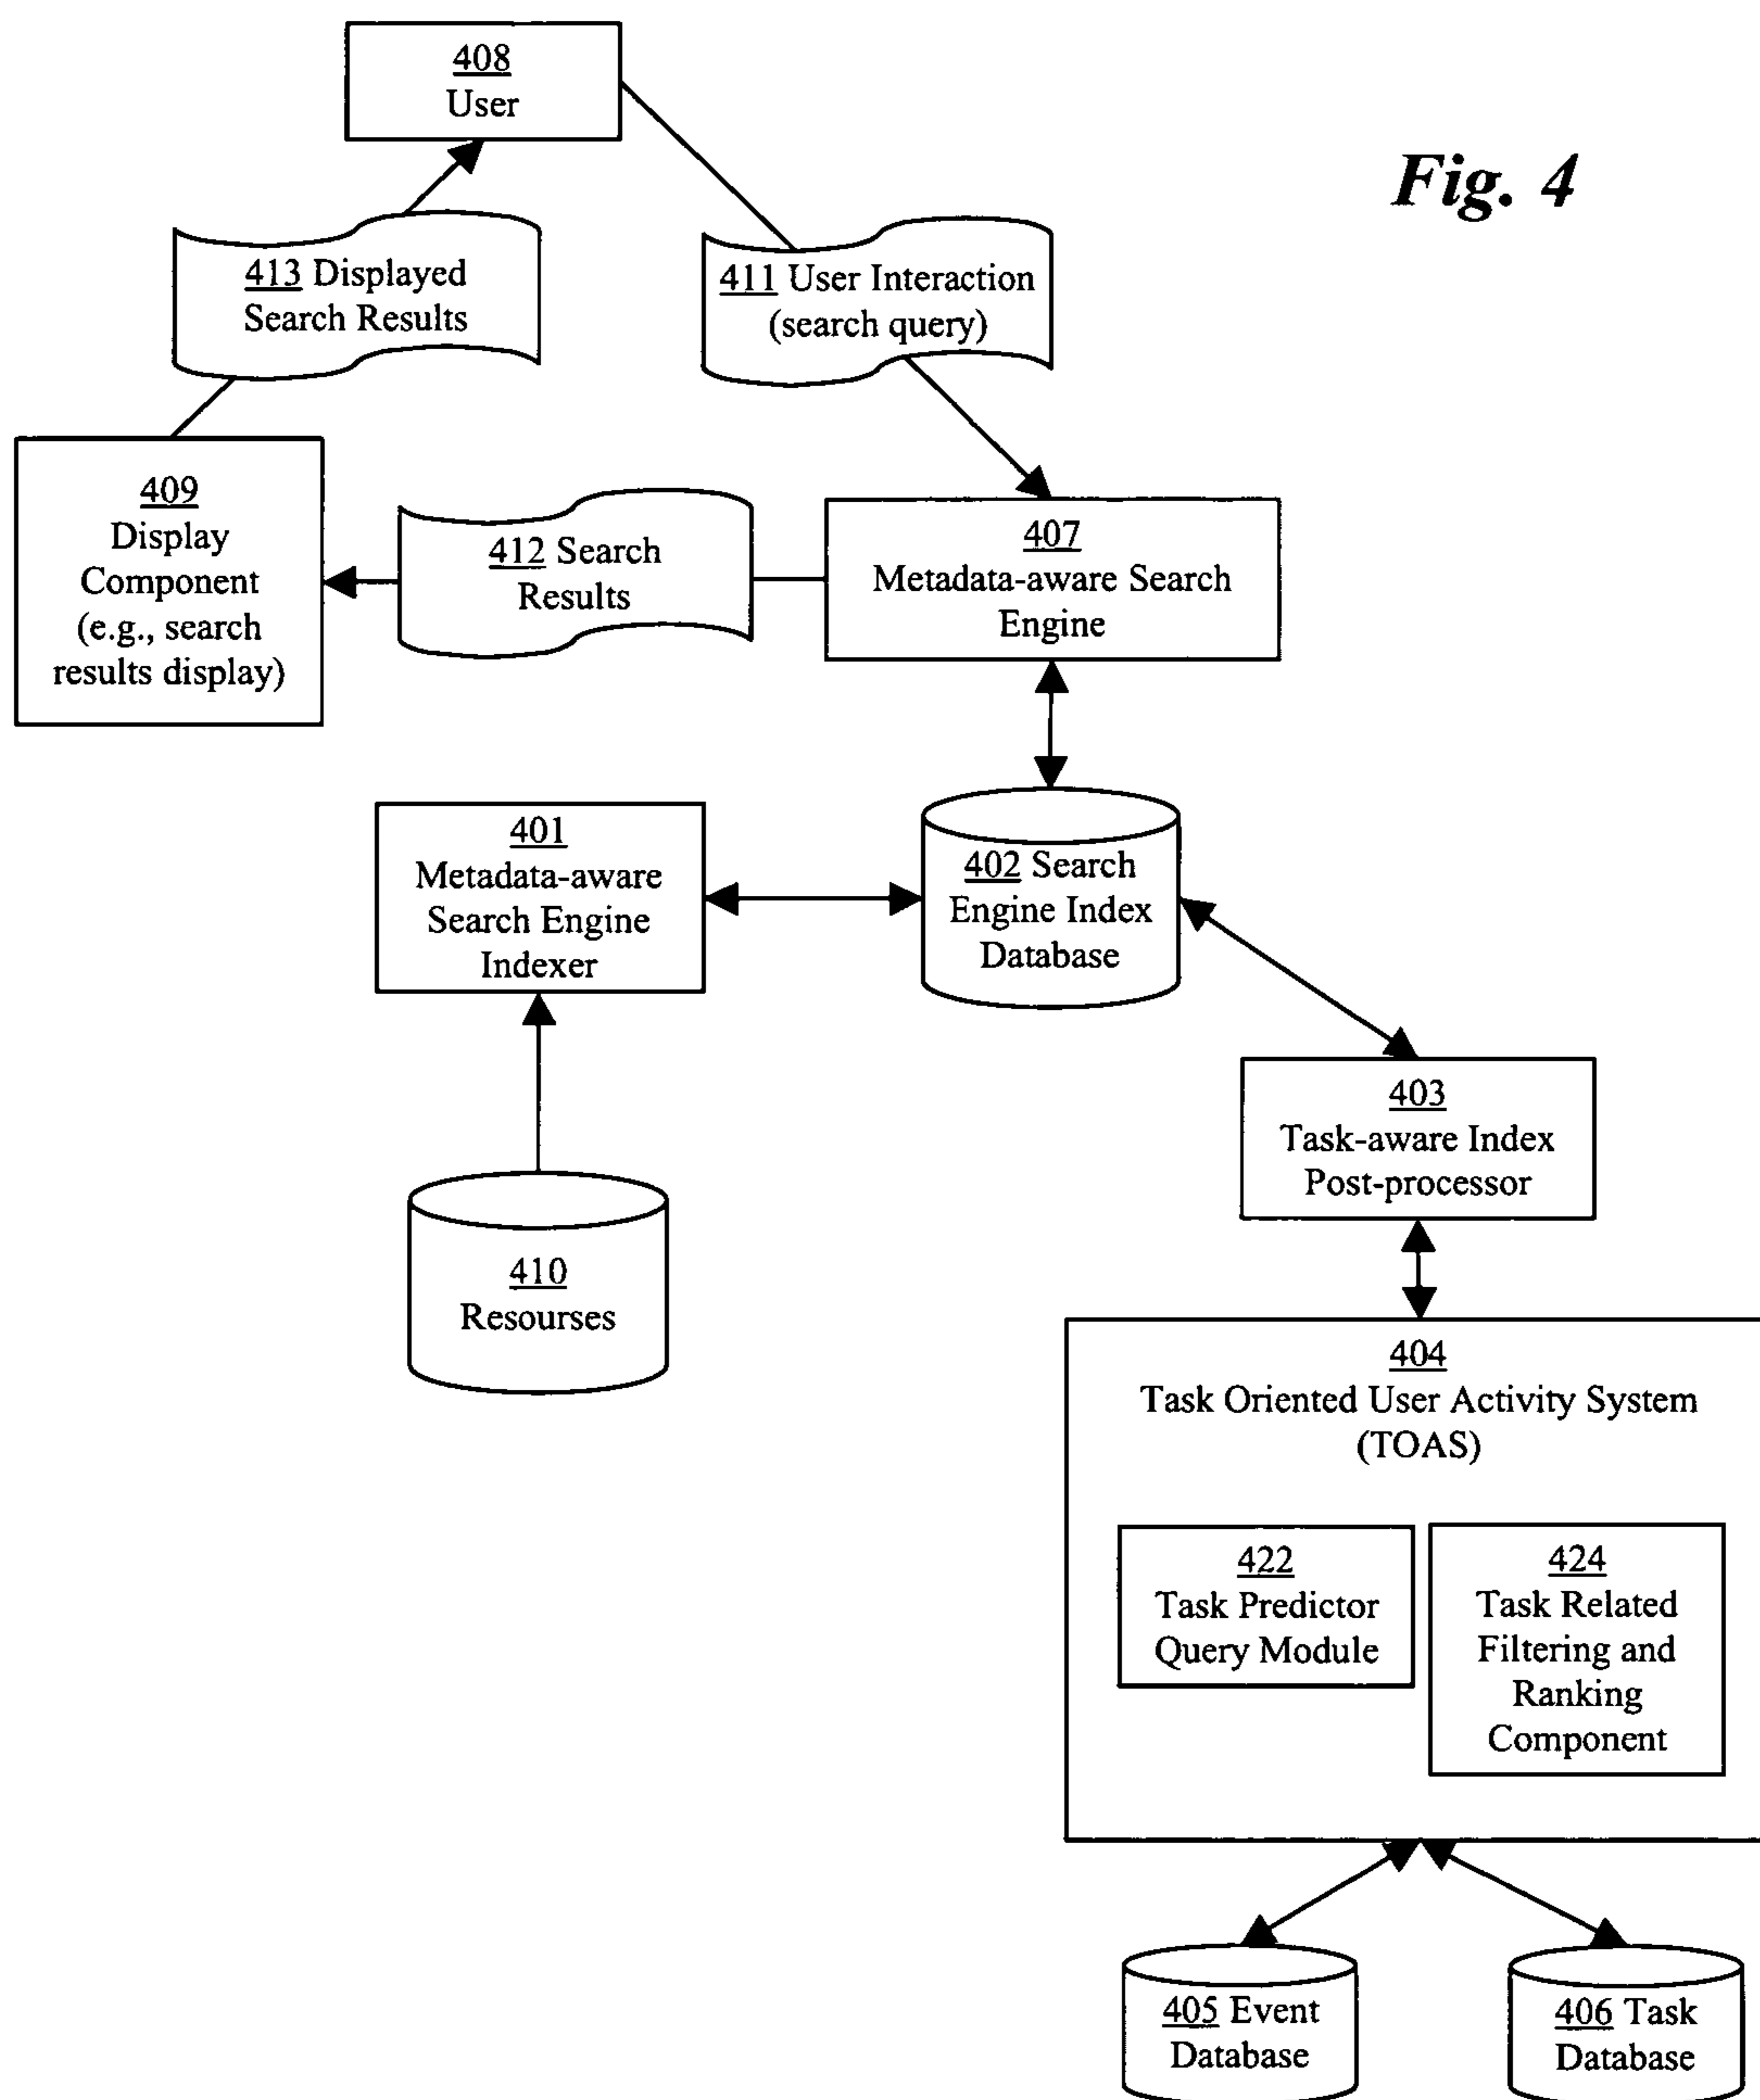 408
User
Fig. 4
413 Displayed
Search Results
411 User Interaction
(search query)
409
Display
Component
(e.g., search
results display)
412 Search
Results
407
Metadata-aware Search
Engine
401
Metadata-aware
Search Engine
Indexer
402 Search
Engine Index
Database
403
Task-aware Index
Post-processor
410
Resourses
404
Task Oriented User Activity System
(TOAS)
422
Task Predictor
Query Module
424
Task Related
Filtering and
Ranking
Component
405 Event
Database
406 Task
Database